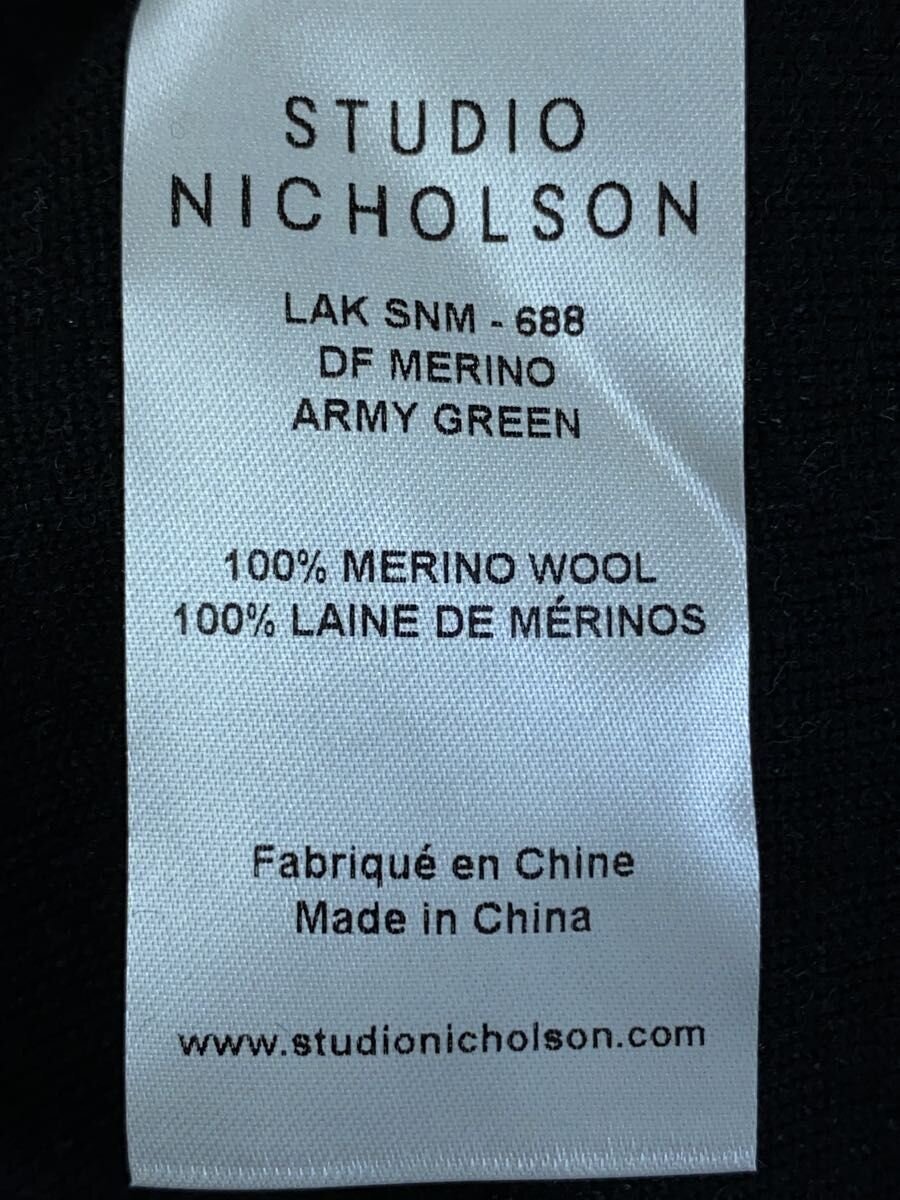 STUDIO
NICHOLSON
LAK SNM - 688
DF MERINO
ARMY GREEN
100% MERINO WOOL
100% LAINE DE MÉRINOS
Fabriqué en Chine
Made in China
www.studionicholson.com